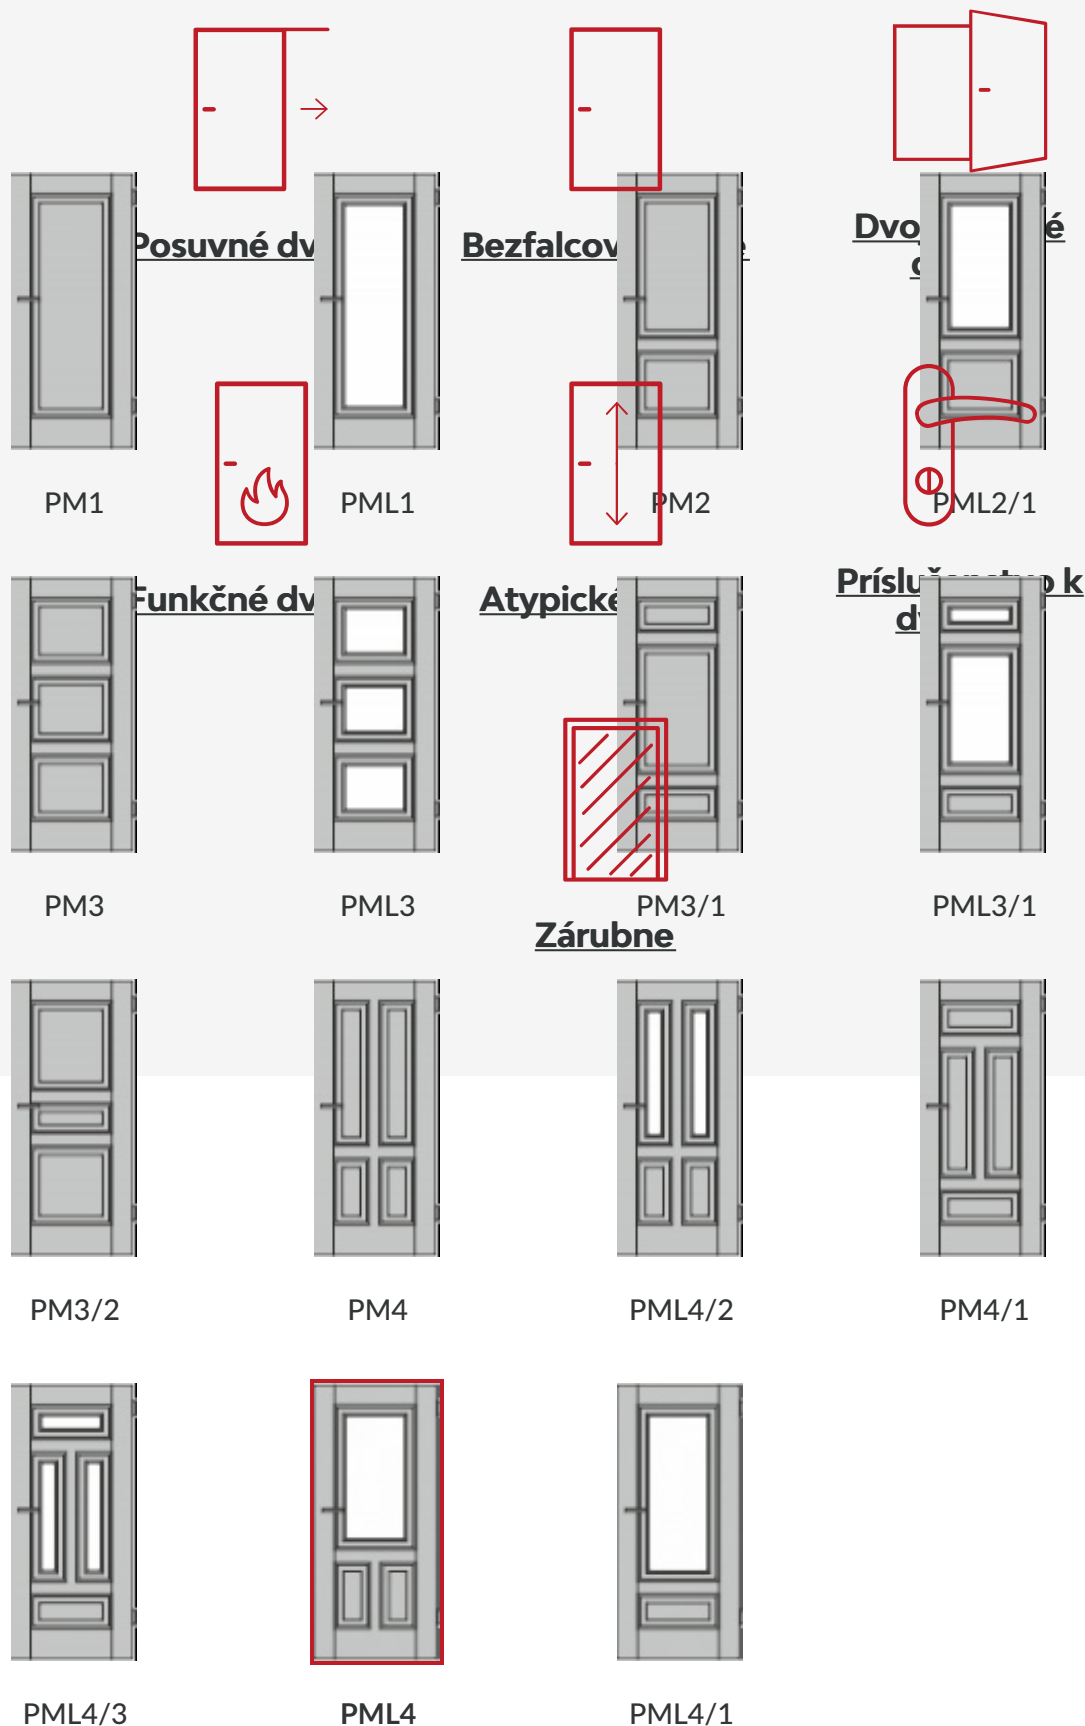 Posuvné dv
Bezfalcov
Dvo é
PM1
PML1
PM2
PML2/1
Funkčné dv
Atypické
k
PM3
PML3
PM3/1
PML3/1
Zárubne
PM3/2
PM4
PML4/2
PM4/1
PML4/3
PML4
PML4/1